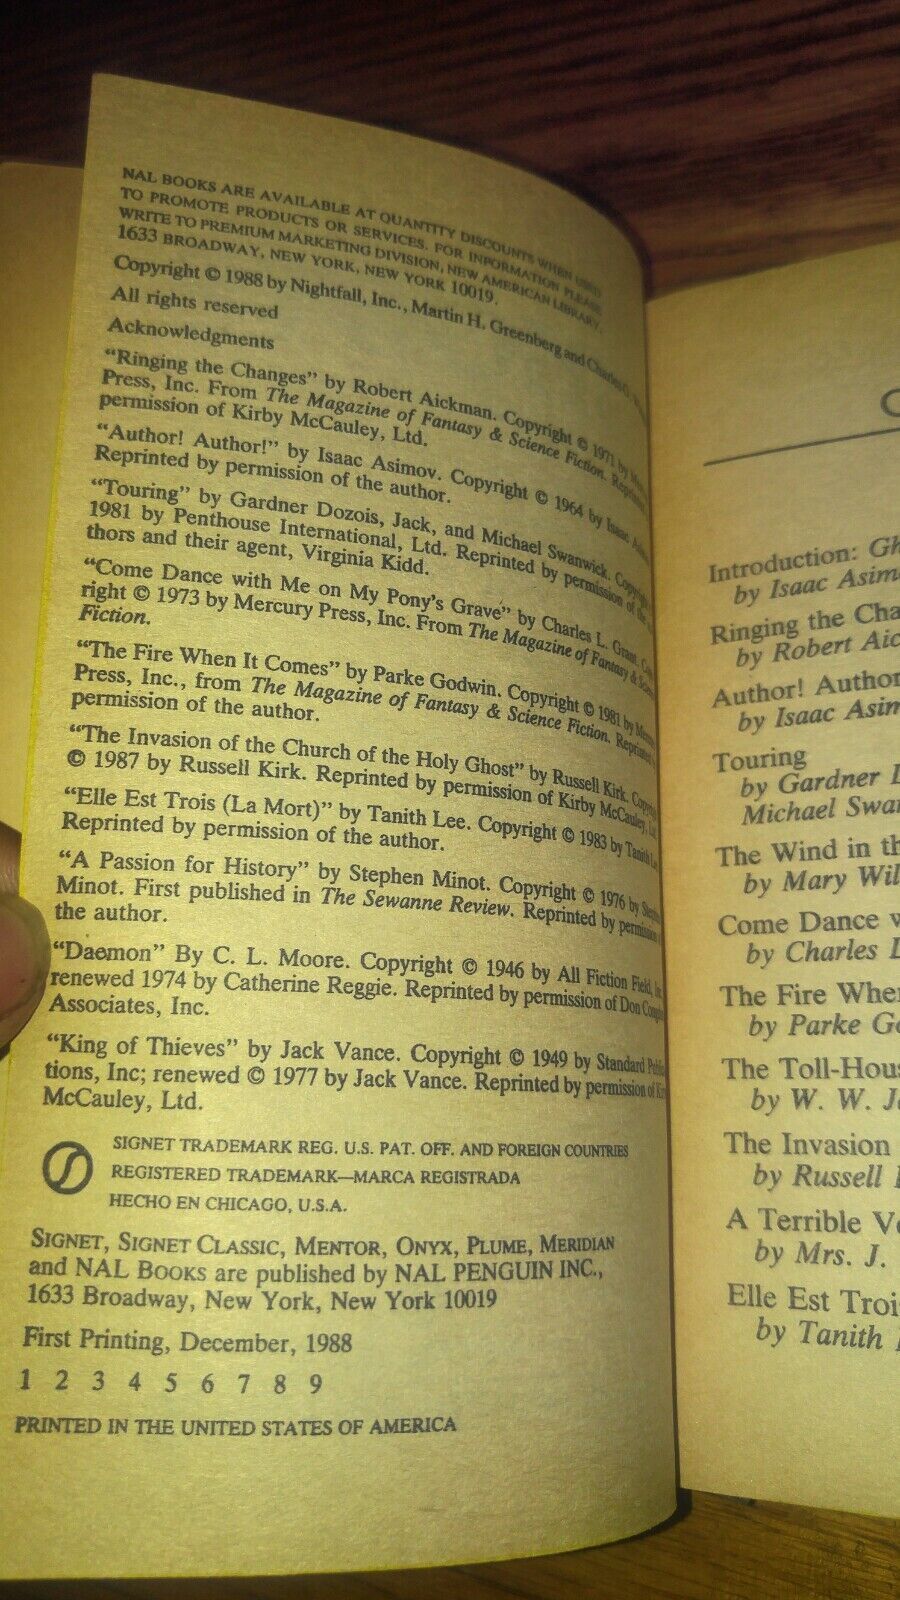 NAL BOOKS ARE AVAILABLE AT QUANTITY DISCOUNTS WHEN USED
TO PROMOTE PRODUCTS OR SERVICES. FOR INFORMATION PLEASE
WRITE TO PREMIUM MARKETING DIVISION, NEW AMERICAN LIBRARY,
1633 BROADWAY, NEW YORK, NEW YORK 10019.
Copyright © 1988 by Nightfall, Inc., Martin H. Greenberg and Charles G.
All rights reserved
Acknowledgments
“Ringing the Changes” by Robert Aickman. Copyright © 1971 by
Press, Inc. From The Magazine of Fantasy & Science Fiction. Reprinted
permission of Kirby McCauley, Ltd.
“Author! Author!” by Isaac Asimov. Copyright © 1964 by Isaac
Reprinted by permission of the author.
“Touring” by Gardner Dozois, Jack, and Michael Swanwick.
1981 by Penthouse International, Ltd. Reprinted by permission of the
thors and their agent, Virginia Kidd.
“Come Dance with Me on My Pony’s Grave” by Charles L. Grant.
right © 1973 by Mercury Press, Inc. From The Magazine of Fantasy &
Fiction.
“The Fire When It Comes” by Parke Godwin. Copyright © 1981 by
Press, Inc., from The Magazine of Fantasy & Science Fiction. Reprinted
permission of the author.
“The Invasion of the Church of the Holy Ghost” by Russell Kirk.
© 1987 by Russell Kirk. Reprinted by permission of Kirby McCauley,
“Elle Est Trois (La Mort)” by Tanith Lee. Copyright © 1983 by Tanith
Reprinted by permission of the author.
“A Passion for History” by Stephen Minot. Copyright © 1976 by
Minot. First published in The Sewanne Review. Reprinted by permission
the author.
“Daemon” By C. L. Moore. Copyright © 1946 by All Fiction Field,
renewed 1974 by Catherine Reggie. Reprinted by permission of Don
Associates, Inc.
“King of Thieves” by Jack Vance. Copyright © 1949 by Standard
tions, Inc; renewed © 1977 by Jack Vance. Reprinted by permission of
McCauley, Ltd.
SIGNET TRADEMARK REG. U.S. PAT. OFF. AND FOREIGN COUNTRIES
REGISTERED TRADEMARK—MARCA REGISTRADA
HECHO EN CHICAGO, U.S.A.
SIGNET, SIGNET CLASSIC, MENTOR, ONYX, PLUME, MERIDIAN
and NAL BOOKS are published by NAL PENGUIN INC.,
1633 Broadway, New York, New York 10019
First Printing, December, 1988
1 2 3 4 5 6 7 8 9
PRINTED IN THE UNITED STATES OF AMERICA
Introduction: Gh
by Isaac Asim
Ringing the Cha
by Robert Aic
Author! Author
by Isaac Asim
Touring
by Gardner
Michael Swa
The Wind in th
by Mary Wil
Come Dance
by Charles
The Fire Whe
by Parke G
The Toll-Hou
by W. W. J
The Invasion
by Russell
A Terrible V
by Mrs. J.
Elle Est Troi
by Tanith